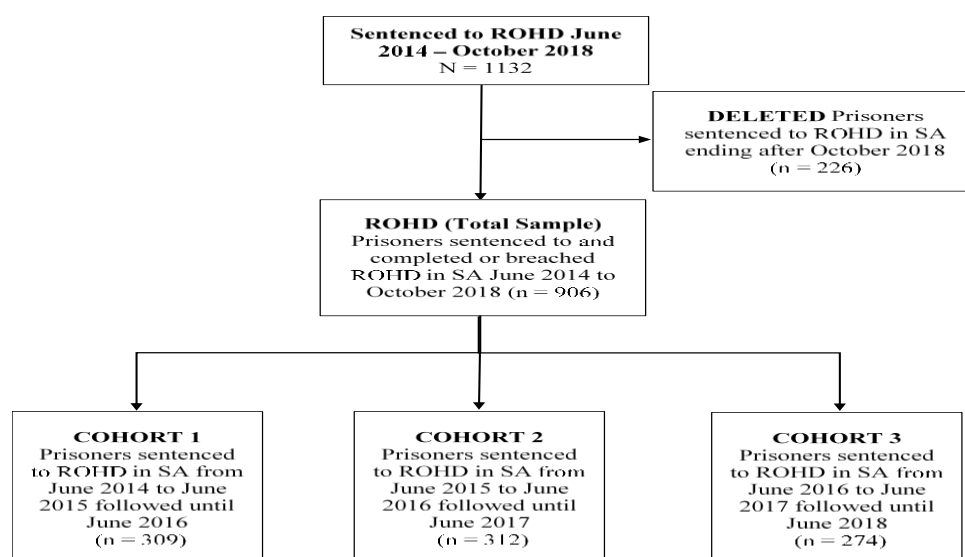 Sentenced to ROHD June
2014 – October 2018
N = 1132
DELETED Prisoners
sentenced to ROHD in SA
ending after October 2018
(n = 226)
ROHD (Total Sample)
Prisoners sentenced to and
completed or breached
ROHD in SA June 2014 to
October 2018 (n = 906)
COHORT 1
Prisoners sentenced
to ROHD in SA from
June 2014 to June
2015 followed until
June 2016
(n = 309)
COHORT 2
Prisoners sentenced
to ROHD in SA from
June 2015 to June
2016 followed until
June 2017
(n = 312)
COHORT 3
Prisoners sentenced
to ROHD in SA from
June 2016 to June
2017 followed until
June 2018
(n = 274)